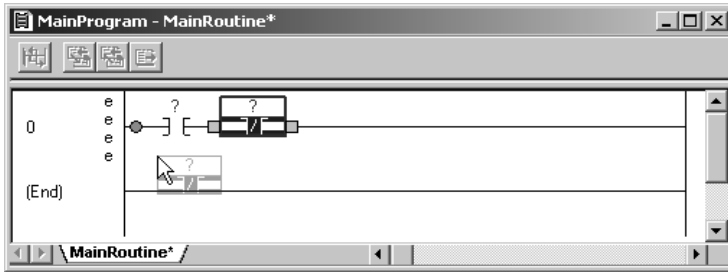 MainProgram - MainRoutine*
e
? ?
0 e
e
e
?
(End)
MainRoutine*